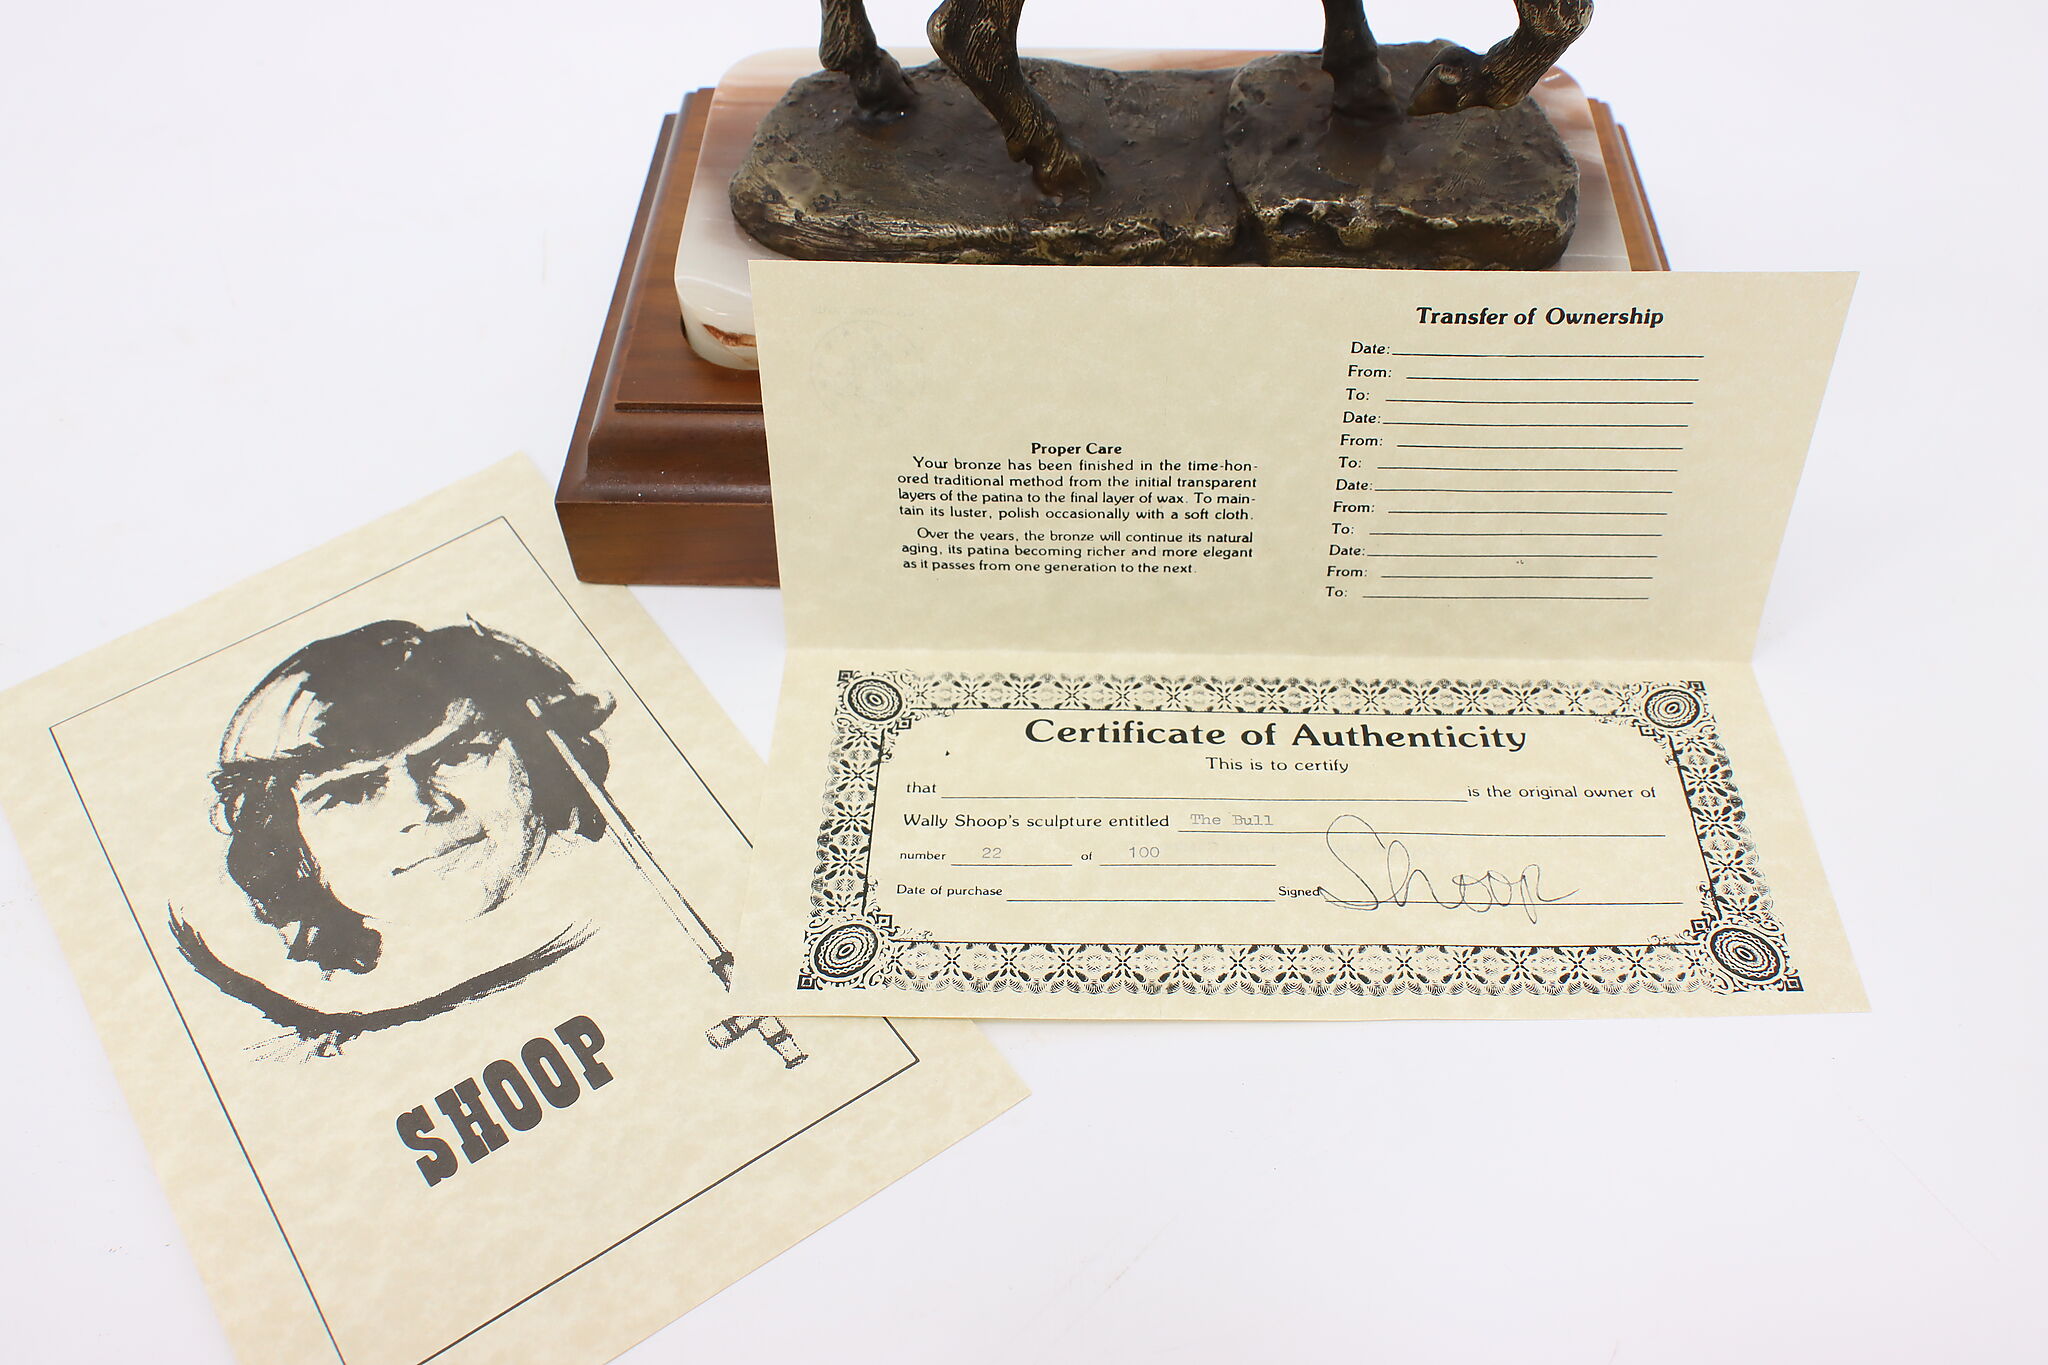 Transfer of Ownership
Date:
From:
To:
Date:
From:
To:
Date:
From:
To:
Date:
From:
To:
Proper Care
Your bronze has been finished in the time-hon-
ored traditional method from the initial transparent
layers of the patina to the final layer of wax. To main-
tain its luster, polish occasionally with a soft cloth.
Over the years, the bronze will continue its natural
aging, its patina becoming richer and more elegant
as it passes from one generation to the next.
Certificate of Authenticity
This is to certify
that is the original owner of
Wally Shoop's sculpture entitled The Bull
number 22 of 100
Date of purchase Signed Shoop
SHOOP